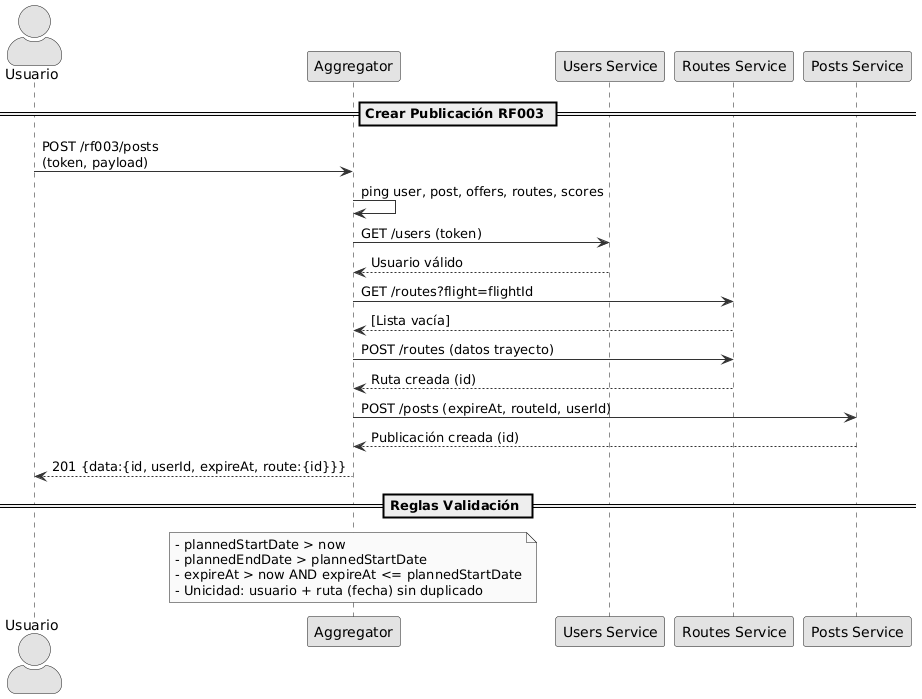 Usuario
Aggregator
Users Service
Routes Service
Posts Service
Crear Publicación RF003
POST /rf003/posts
(token, payload)
ping user, post, offers, routes, scores
GET /users (token)
Usuario válido
GET /routes?flight=flightId
[Lista vacía]
POST /routes (datos trayecto)
Ruta creada (id)
POST /posts (expireAt, routeId, userId)
Publicación creada (id)
201 {data:{id, userId, expireAt, route:{id}}}
Reglas Validación
- plannedStartDate > now
- plannedEndDate > plannedStartDate
- expireAt > now AND expireAt <= plannedStartDate
- Unicidad: usuario + ruta (fecha) sin duplicado
Usuario
Aggregator
Users Service
Routes Service
Posts Service